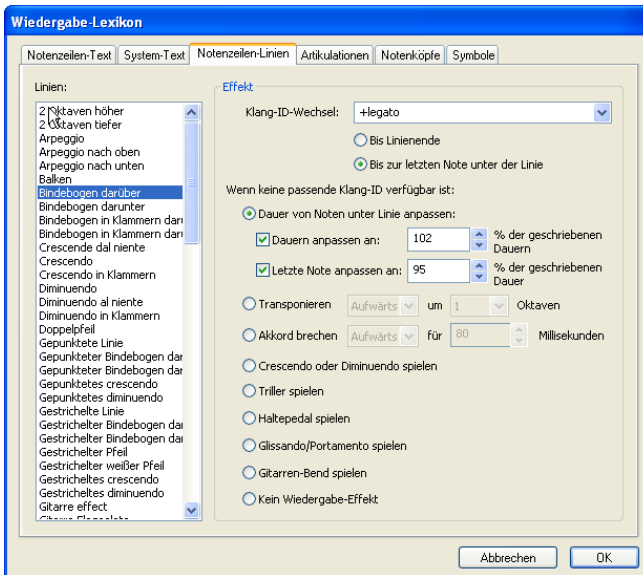 Wiedergabe-Lexikon
Notenzeilen-Text System-Text Notenzeilen-Linien Artikulationen Notenköpfe Symbole
Linien:
2 Oktaven höher
2 Oktaven tiefer
Arpeggio
Arpeggio nach oben
Arpeggio nach unten
Balken
Bindebogen darüber
Bindebogen darunter
Bindebogen in Klammern darü
Bindebogen in Klammern daru
Crescende dal niente
Crescendo
Crescendo in Klammern
Diminuendo
Diminuendo al niente
Diminuendo in Klammern
Doppelpfeil
Gepunktete Linie
Gepunkteter Bindebogen dar
Gepunkteter Bindebogen dar
Gepunktetes crescendo
Gepunktetes diminuendo
Gestrichelte Linie
Gestrichelter Bindebogen dar
Gestrichelter Bindebogen dar
Gestrichelter Pfeil
Gestrichelter weißer Pfeil
Gestricheltes crescendo
Gestricheltes diminuendo
Gitarre effect
Effekt
Klang-ID-Wechsel: +legato
Bis Linienende
Bis zur letzten Note unter der Linie
Wenn keine passende Klang-ID verfügbar ist:
Dauer von Noten unter Linie anpassen:
Dauern anpassen an: 102 % der geschriebenen
Dauern
Letzte Note anpassen an: 95 % der geschriebenen
Dauer
Transponieren Aufwärts um 1 Oktaven
Akkord brechen Aufwärts für 80 Millisekunden
Crescendo oder Diminuendo spielen
Triller spielen
Haltepedal spielen
Glissando/Portamento spielen
Gitarren-Bend spielen
Kein Wiedergabe-Effekt
Abbrechen OK